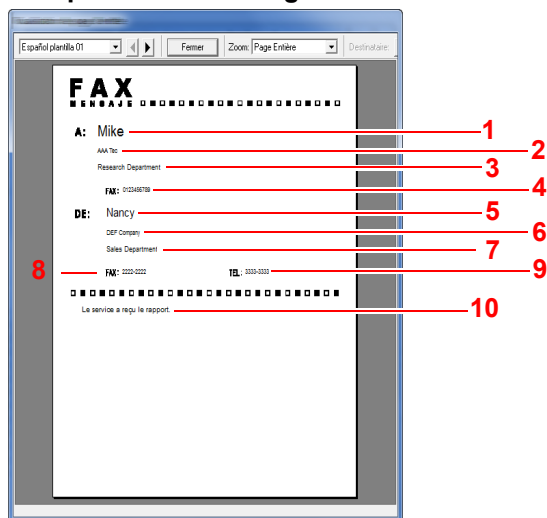 Español plantilla 01 Fermer Zoom: Page Entière Destinataire:
FAX
MENSAJE
A: Mike 1
AAA Tec 2
Research Department 3
FAX: 0123456789 4
DE: Nancy 5
DEF Company 6
Sales Department 7
8 FAX: 2222-2222 TEL: 3333-3333 9
Le service a reçu le rapport. 10